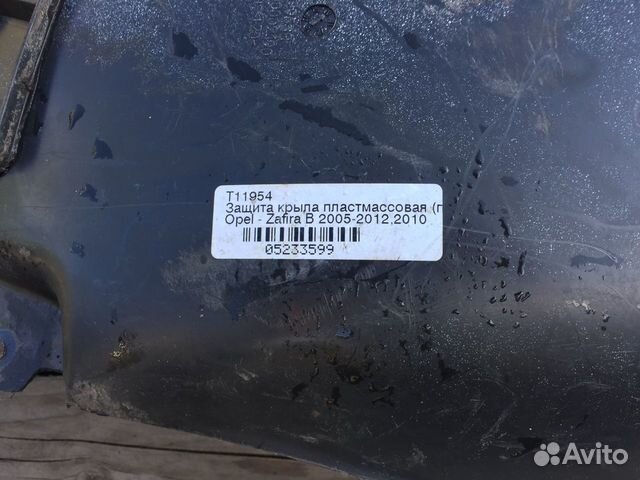 T11954
Защита крыла пластмассовая (п
Opel - Zafira B 2005-2012,2010
05233599
Avito